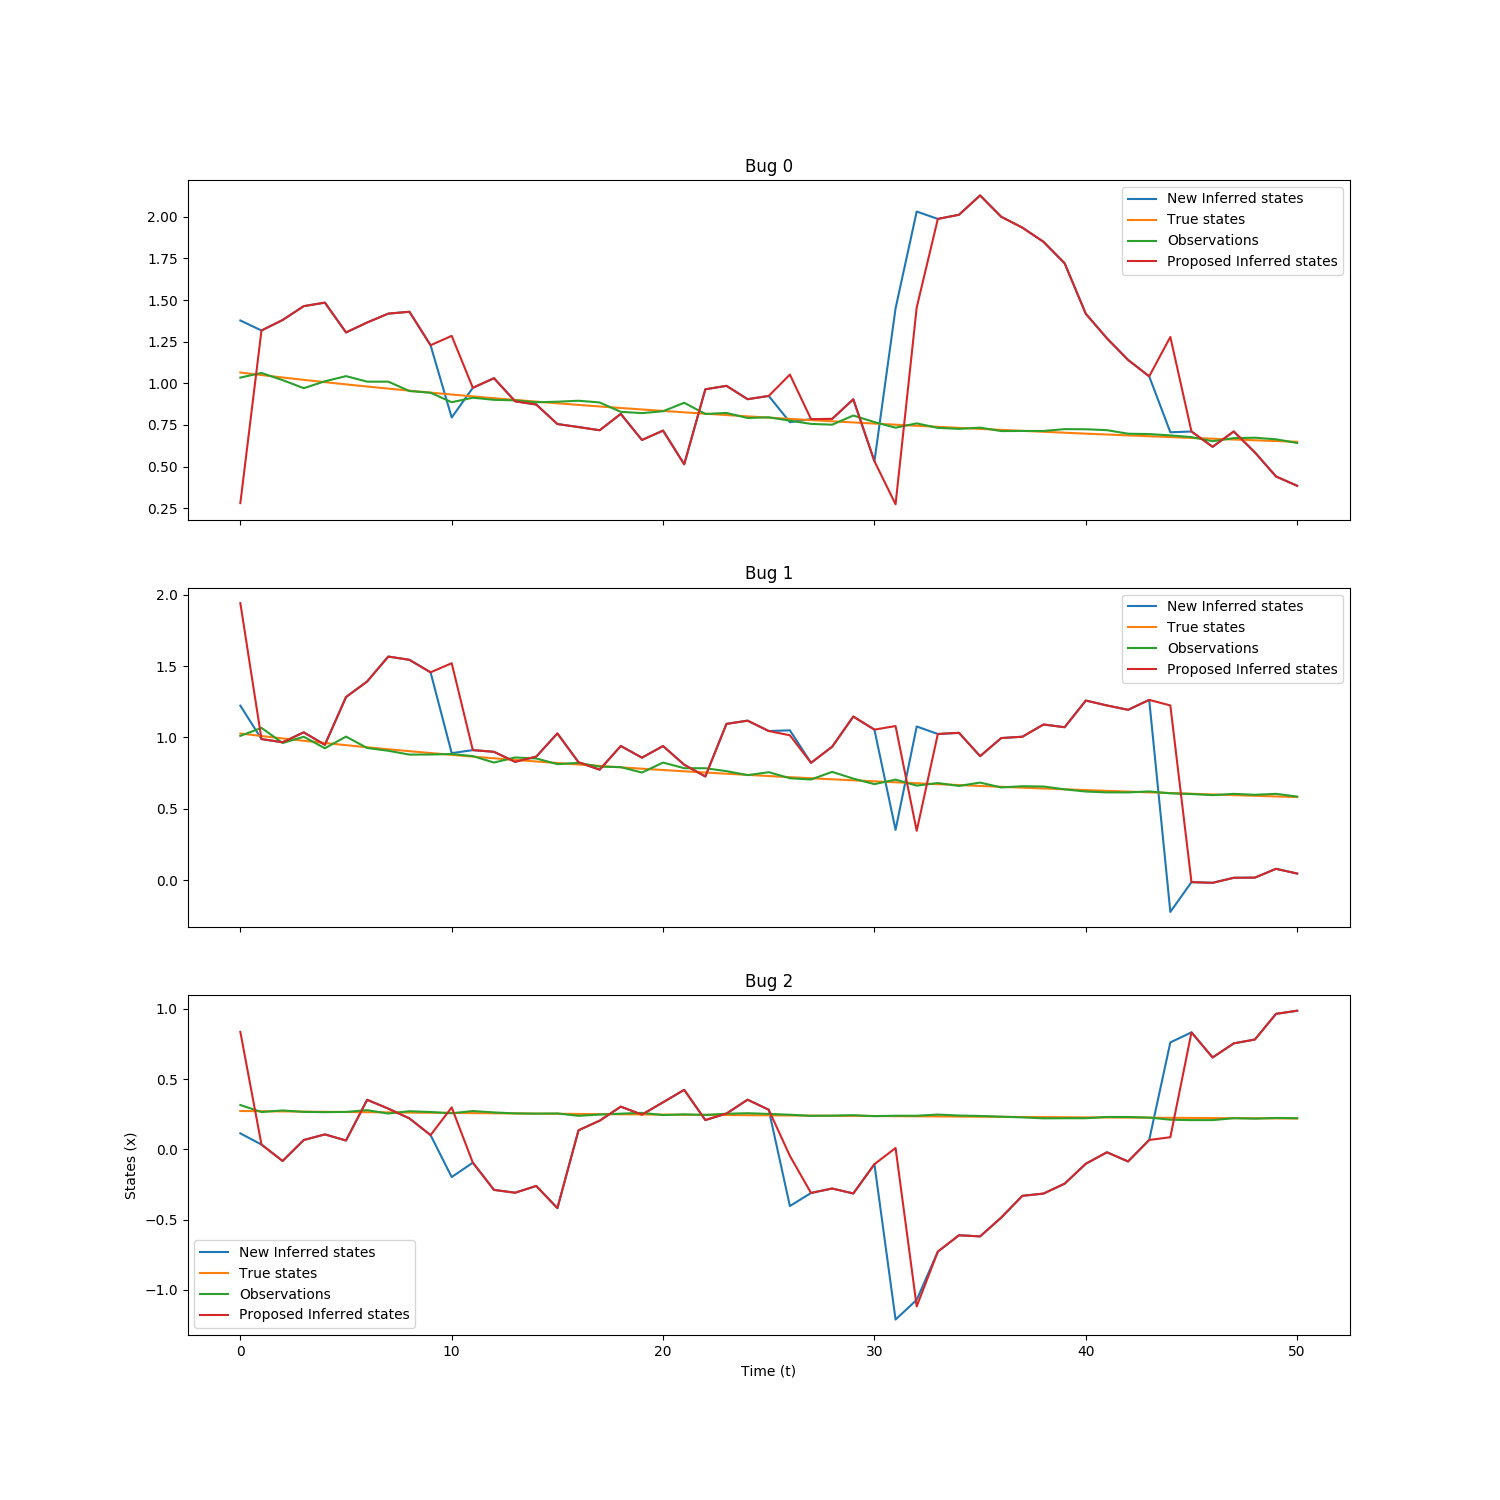 Bug 0
2.00
1.75
1.50
1.25
1.00
0.75
0.50
0.25
New Inferred states
True states
Observations
Proposed Inferred states
Bug 1
2.0
1.5
1.0
0.5
0.0
New Inferred states
True states
Observations
Proposed Inferred states
Bug 2
States (x)
1.0
0.5
0.0
−0.5
−1.0
New Inferred states
True states
Observations
Proposed Inferred states
0 10 20 30 40 50
Time (t)